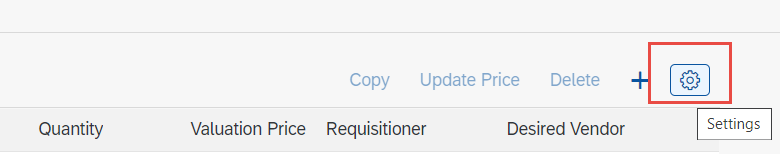 Copy Update Price Delete +
Settings
Quantity Valuation Price Requisitioner Desired Vendor